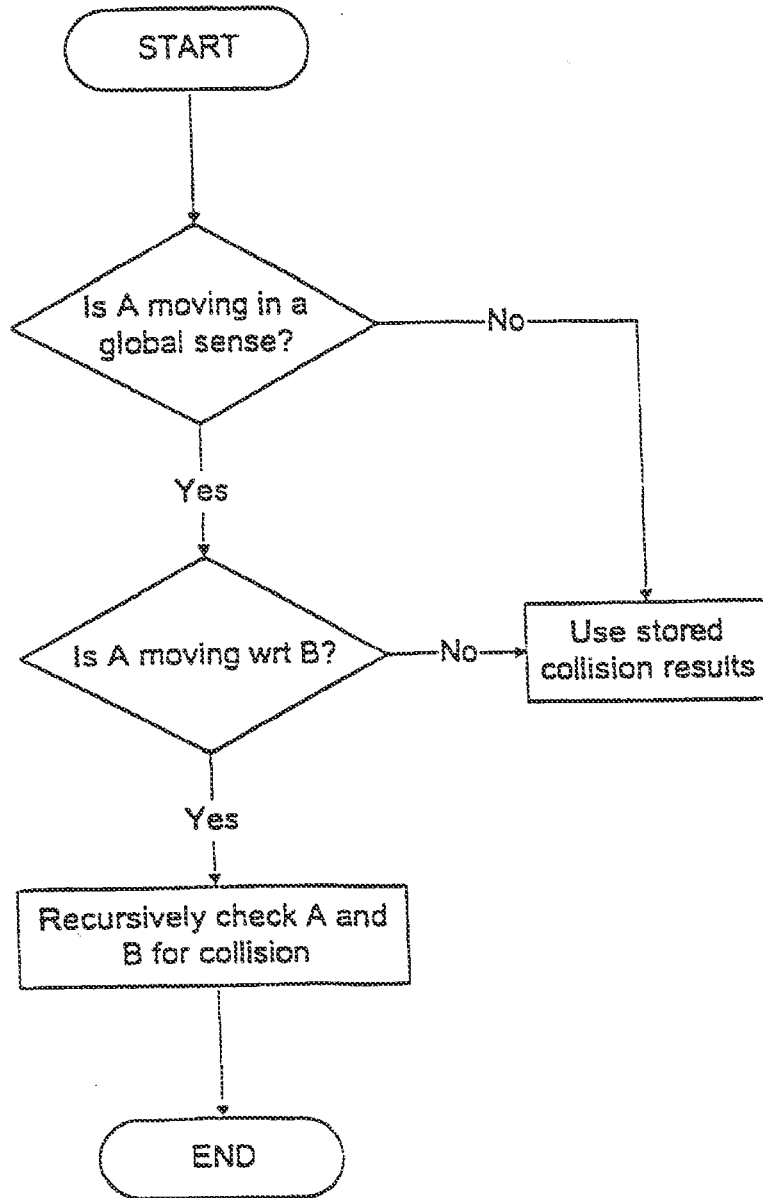 START
Is A moving in a
global sense?
No
Yes
Is A moving wrt B?
No
Use stored
collision results
Yes
Recursively check A and
B for collision
END